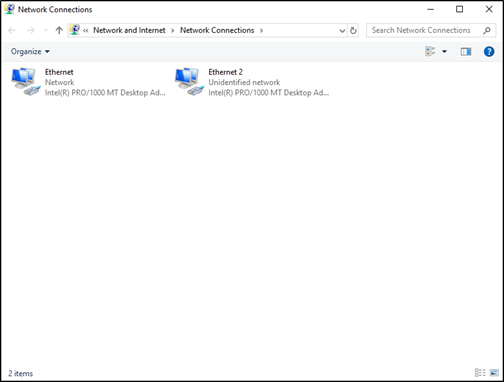 Network Connections
« Network and Internet > Network Connections >
Search Network Connections
Organize
Ethernet
Network
Intel(R) PRO/1000 MT Desktop Ad...
Ethernet 2
Unidentified network
Intel(R) PRO/1000 MT Desktop Ad...
2 items